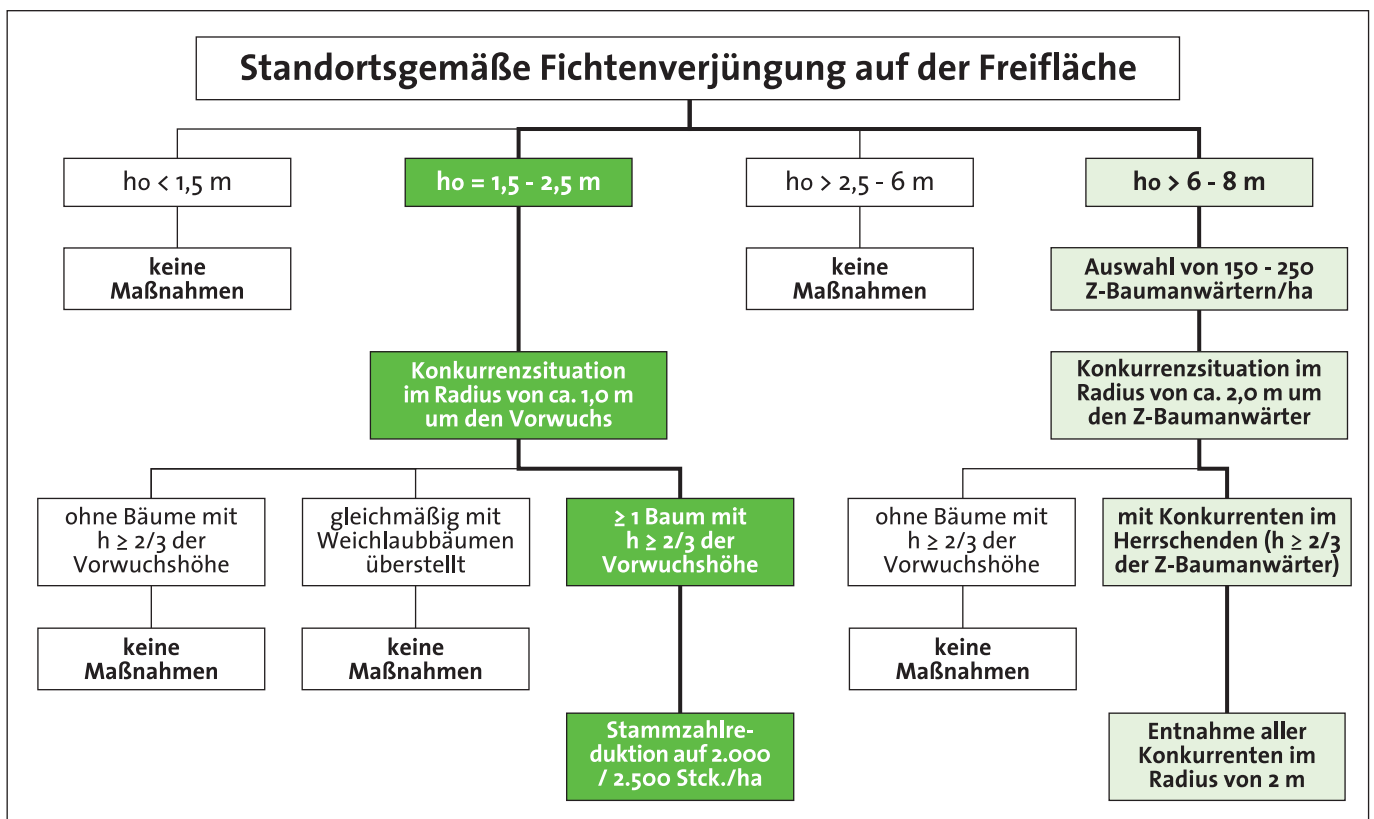 Standortsgemäße Fichtenverjüngung auf der Freifläche
ho < 1,5 m
ho = 1,5 - 2,5 m
ho > 2,5 - 6 m
ho > 6 - 8 m
keine
Maßnahmen
keine
Maßnahmen
Auswahl von 150 - 250
Z-Baumanwärtern/ha
Konkurrenzsituation
im Radius von ca. 1,0 m
um den Vorwuchs
Konkurrenzsituation im
Radius von ca. 2,0 m um
den Z-Baumanwärter
ohne Bäume mit
h ≥ 2/3 der
Vorwuchshöhe
gleichmäßig mit
Weichlaubbäumen
überstellt
≥ 1 Baum mit
h ≥ 2/3 der
Vorwuchshöhe
ohne Bäume mit
h ≥ 2/3 der
Vorwuchshöhe
mit Konkurrenten im
Herrschenden (h ≥ 2/3
der Z-Baumanwärter)
keine
Maßnahmen
keine
Maßnahmen
keine
Maßnahmen
Stammzahlre-
duktion auf 2.000
/ 2.500 Stck./ha
Entnahme aller
Konkurrenten im
Radius von 2 m